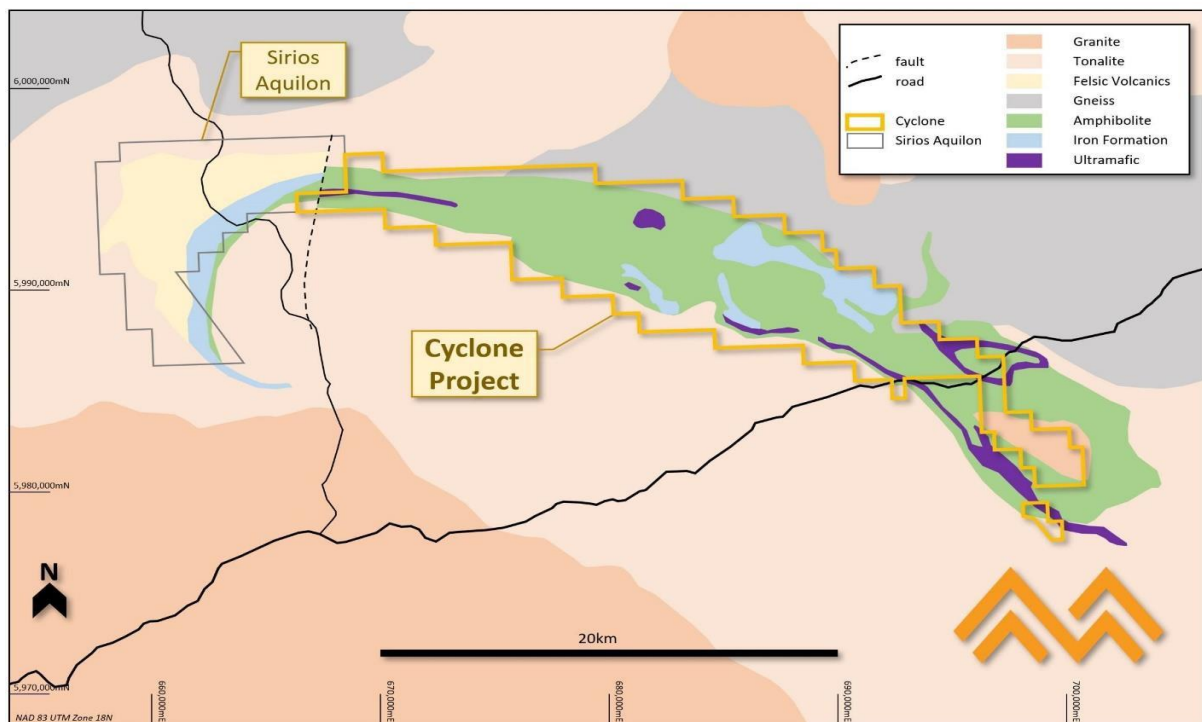 Sirios
Aquilon
6,000,000mN
fault
road
Cyclone
Sirios Aquilon
Granite
Tonalite
Felsic Volcanics
Gneiss
Amphibolite
Iron Formation
Ultramafic
5,990,000mN
Cyclone
Project
5,980,000mN
N
20km
5,970,000mN
660,000mE
670,000mE
680,000mE
690,000mE
700,000mE
NAD 83 UTM Zone 18N